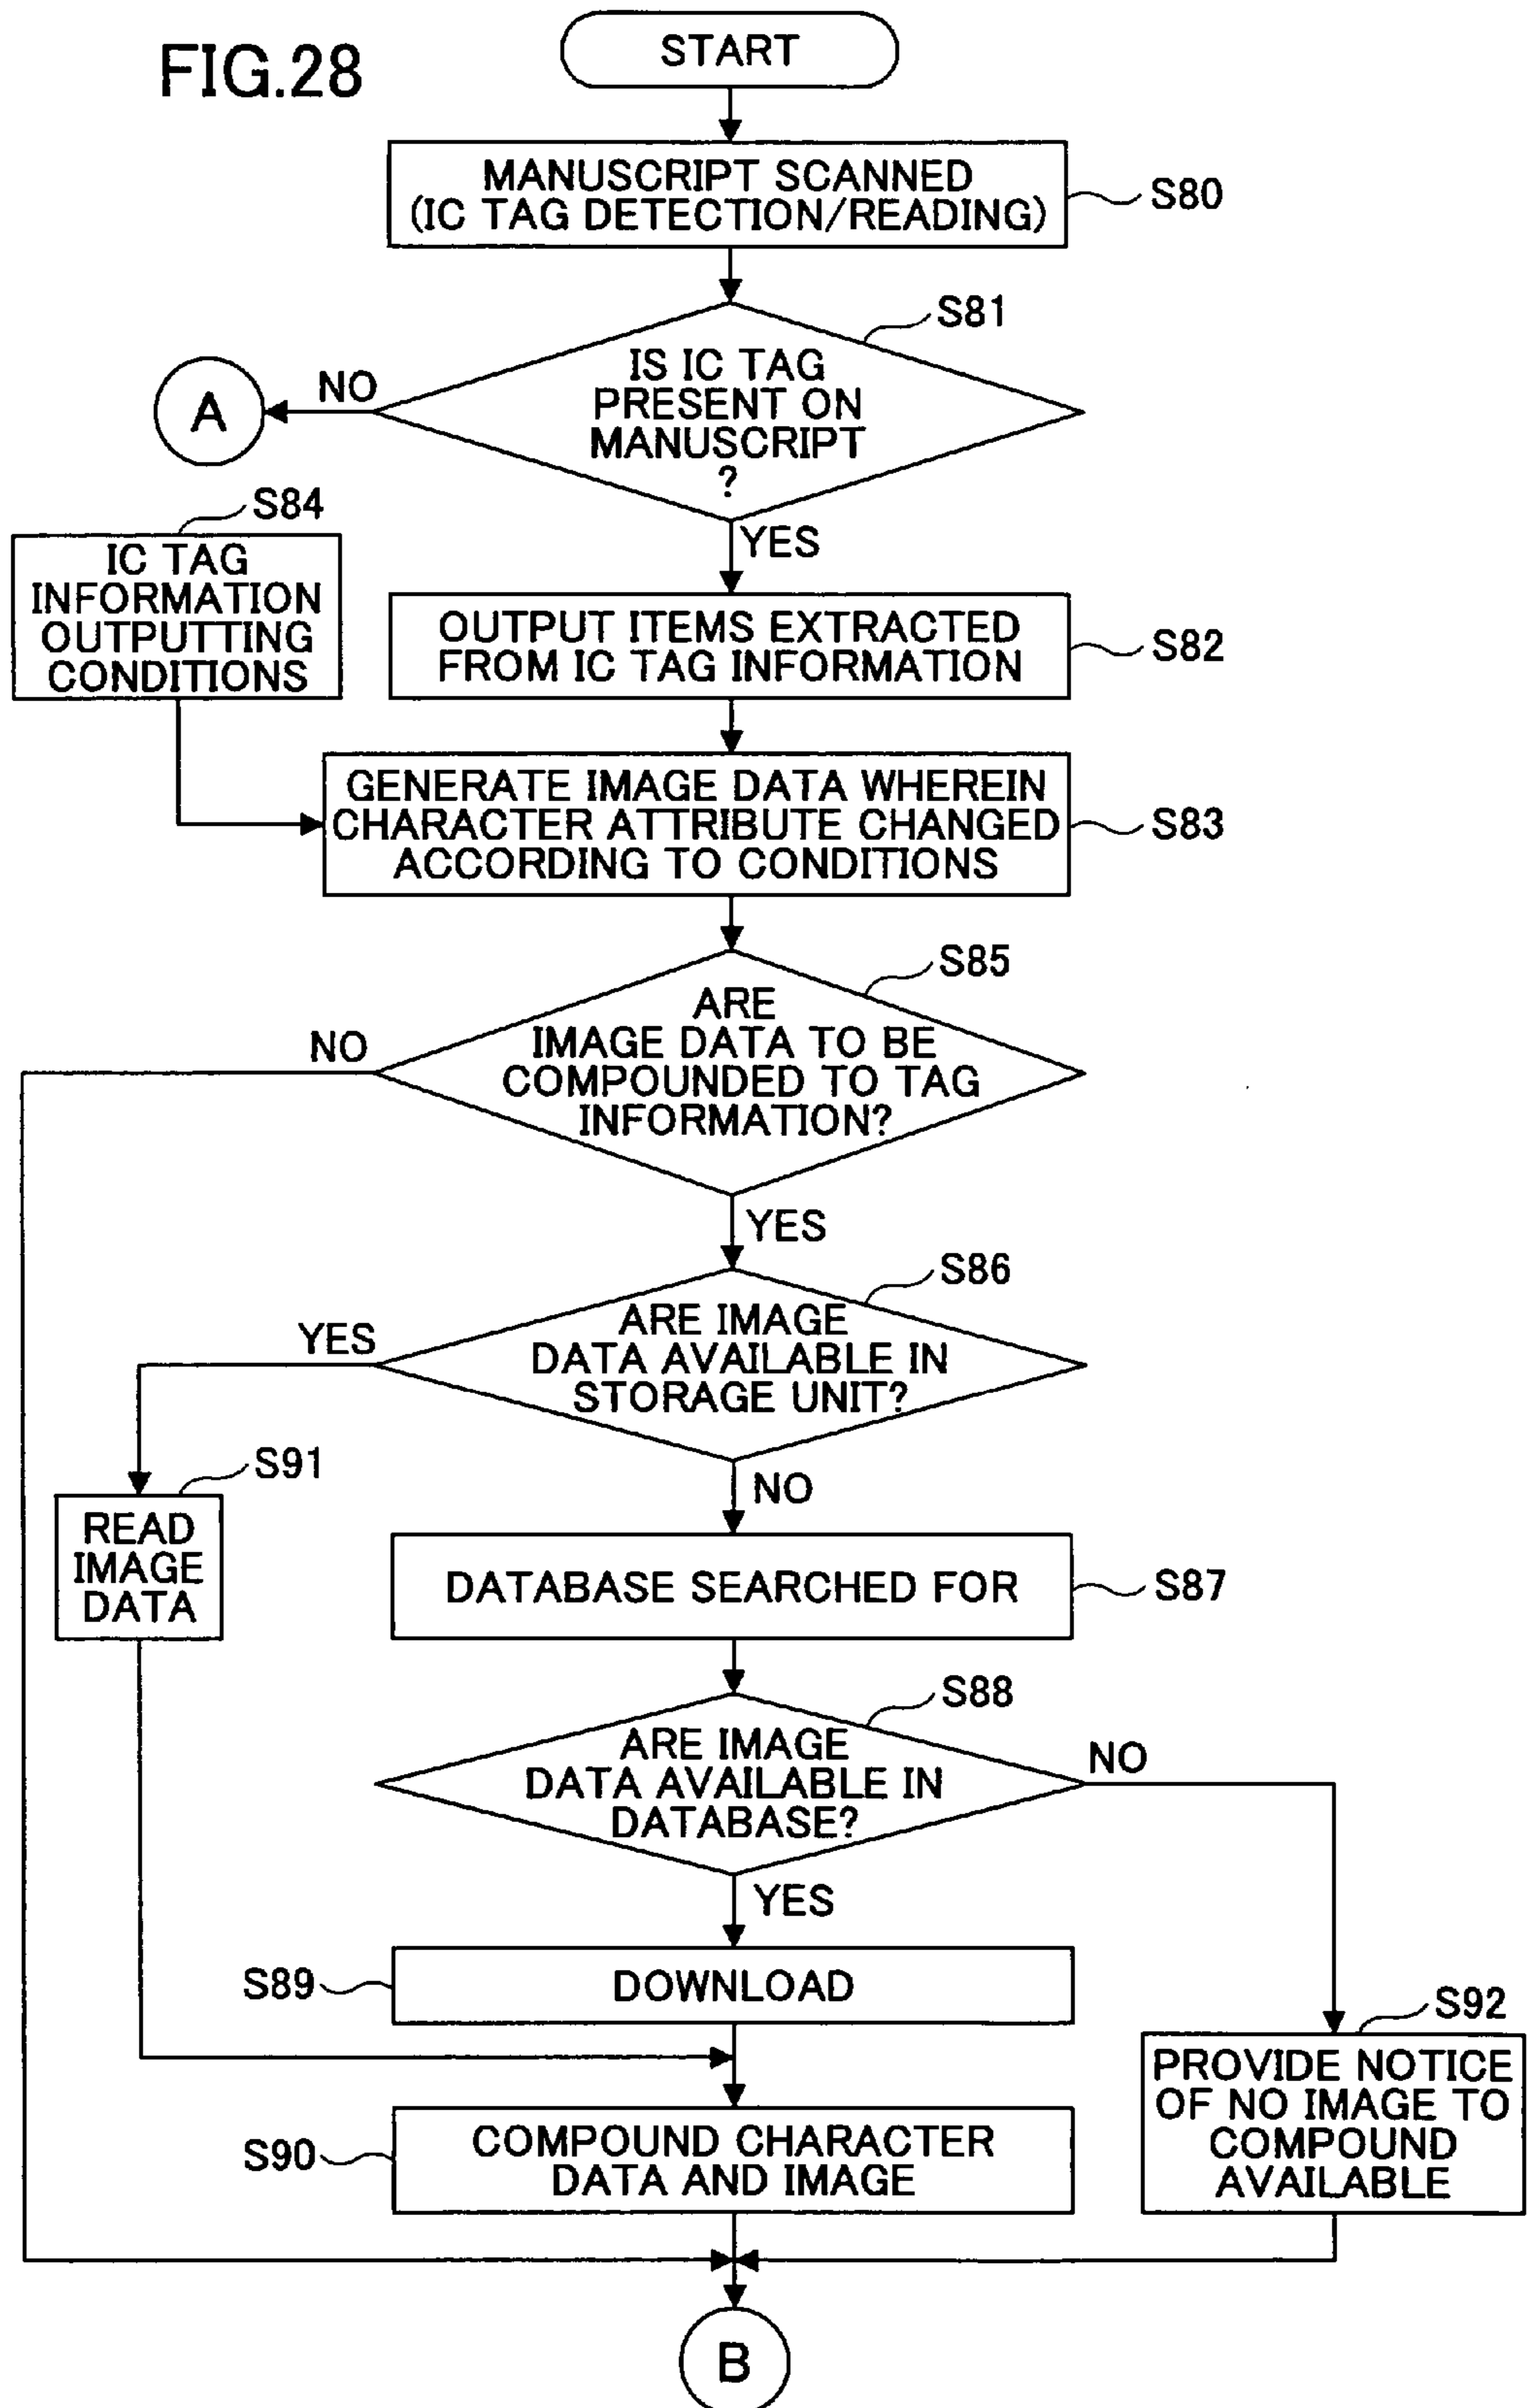 FIG.28
START
MANUSCRIPT SCANNED
(IC TAG DETECTION/READING)
S80
S81
IS IC TAG
PRESENT ON
MANUSCRIPT
?
NO
A
YES
S84
IC TAG
INFORMATION
OUTPUTTING
CONDITIONS
OUTPUT ITEMS EXTRACTED
FROM IC TAG INFORMATION
S82
GENERATE IMAGE DATA WHEREIN
CHARACTER ATTRIBUTE CHANGED
ACCORDING TO CONDITIONS
S83
S85
ARE
IMAGE DATA TO BE
COMPOUNDED TO TAG
INFORMATION?
NO
YES
S86
ARE IMAGE
DATA AVAILABLE IN
STORAGE UNIT?
YES
NO
S91
READ
IMAGE
DATA
DATABASE SEARCHED FOR
S87
S88
ARE IMAGE
DATA AVAILABLE IN
DATABASE?
NO
YES
S89
DOWNLOAD
S92
PROVIDE NOTICE
OF NO IMAGE TO
COMPOUND
AVAILABLE
S90
COMPOUND CHARACTER
DATA AND IMAGE
B